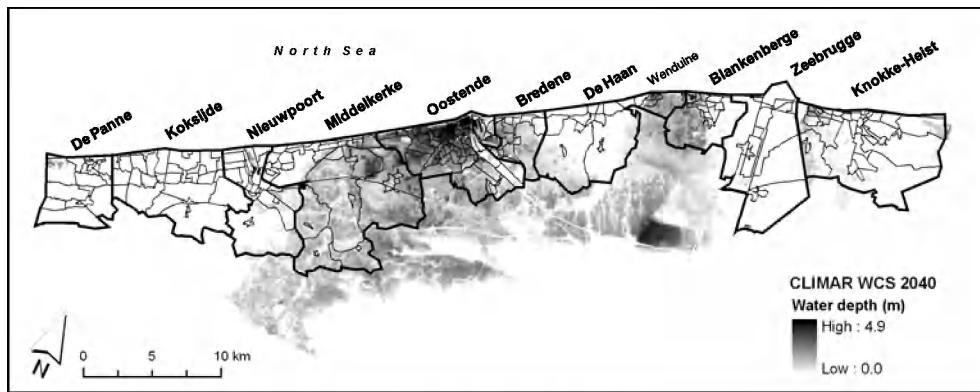 North Sea
De Panne
Koksijde
Nieuwpoort
Middelkerke
Oostende
Bredene
De Haan
Wenduine
Blankenberge
Zeebrugge
Knokke-Heist
CLIMAR WCS 2040
Water depth (m)
High : 4.9
Low : 0.0
N
0 5 10 km